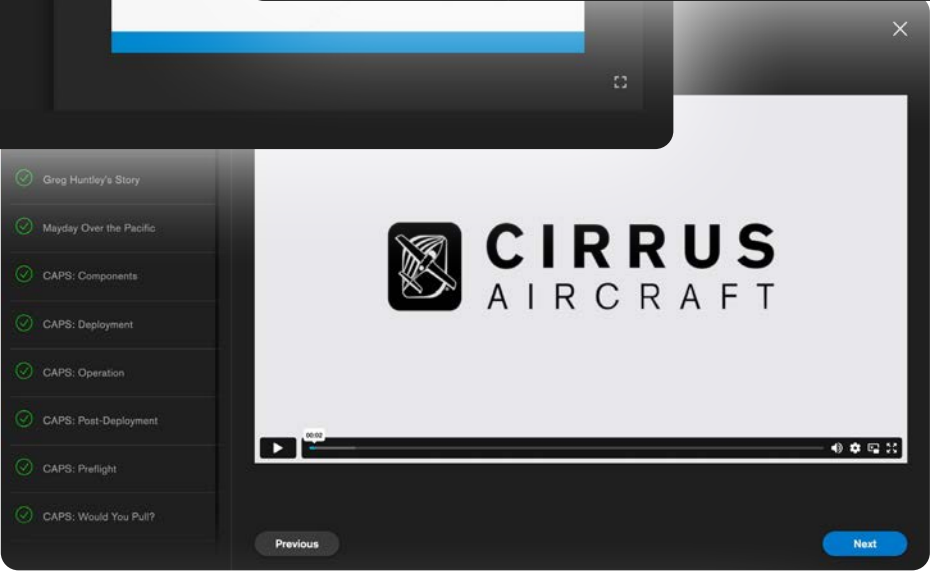 Greg Huntley's Story
Mayday Over the Pacific
CAPS: Components
CAPS: Deployment
CAPS: Operation
CAPS: Post-Deployment
CAPS: Preflight
CAPS: Would You Pull?
CIRRUS
AIRCRAFT
00:02
Previous
Next